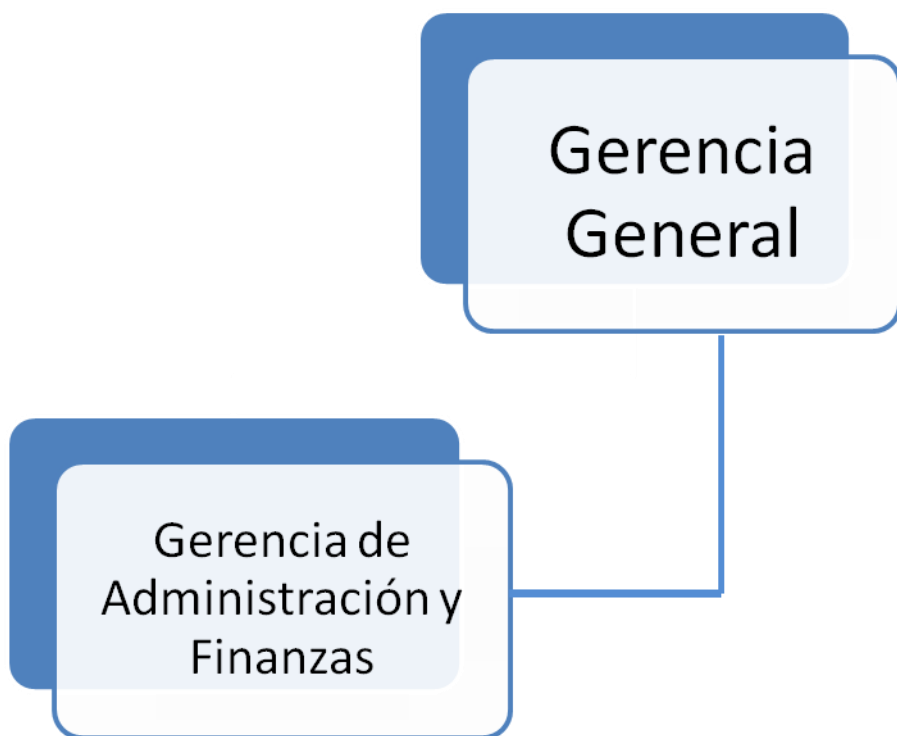 Gerencia
General
Gerencia de
Administración y
Finanzas